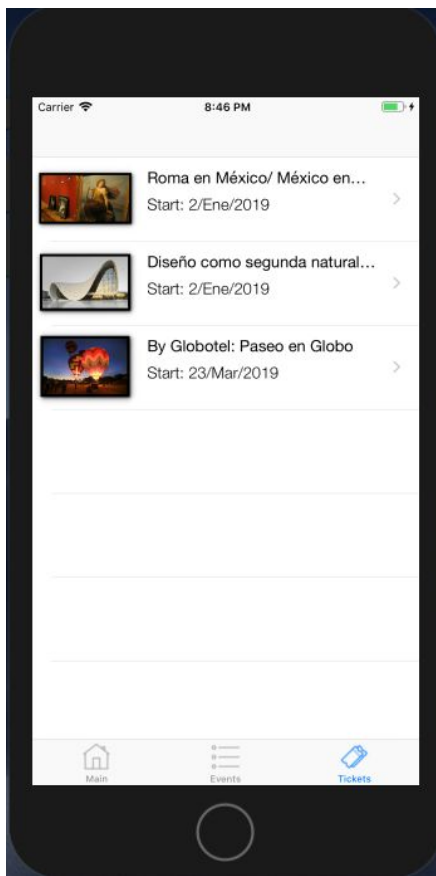 Carrier 8:46 PM
Roma en México/ México en...
Start: 2/Ene/2019
Diseño como segunda natural...
Start: 2/Ene/2019
By Globotel: Paseo en Globo
Start: 23/Mar/2019
Main Events Tickets